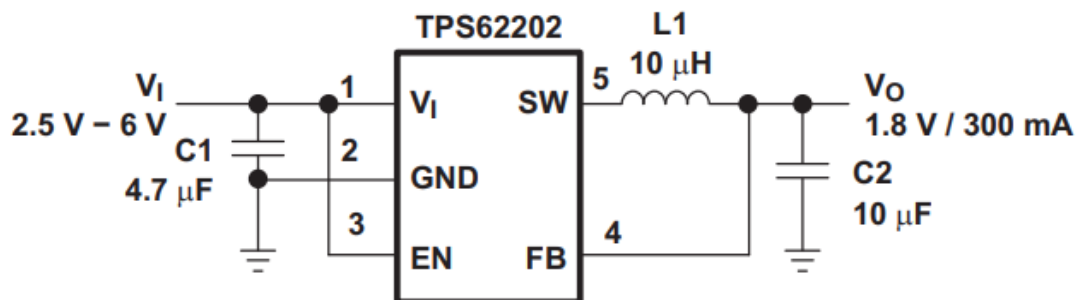 TPS62202
L1
10 μH
VI
2.5 V – 6 V
C1
4.7 μF
1
2
3
VI
GND
EN
SW
FB
5
4
VO
1.8 V / 300 mA
C2
10 μF